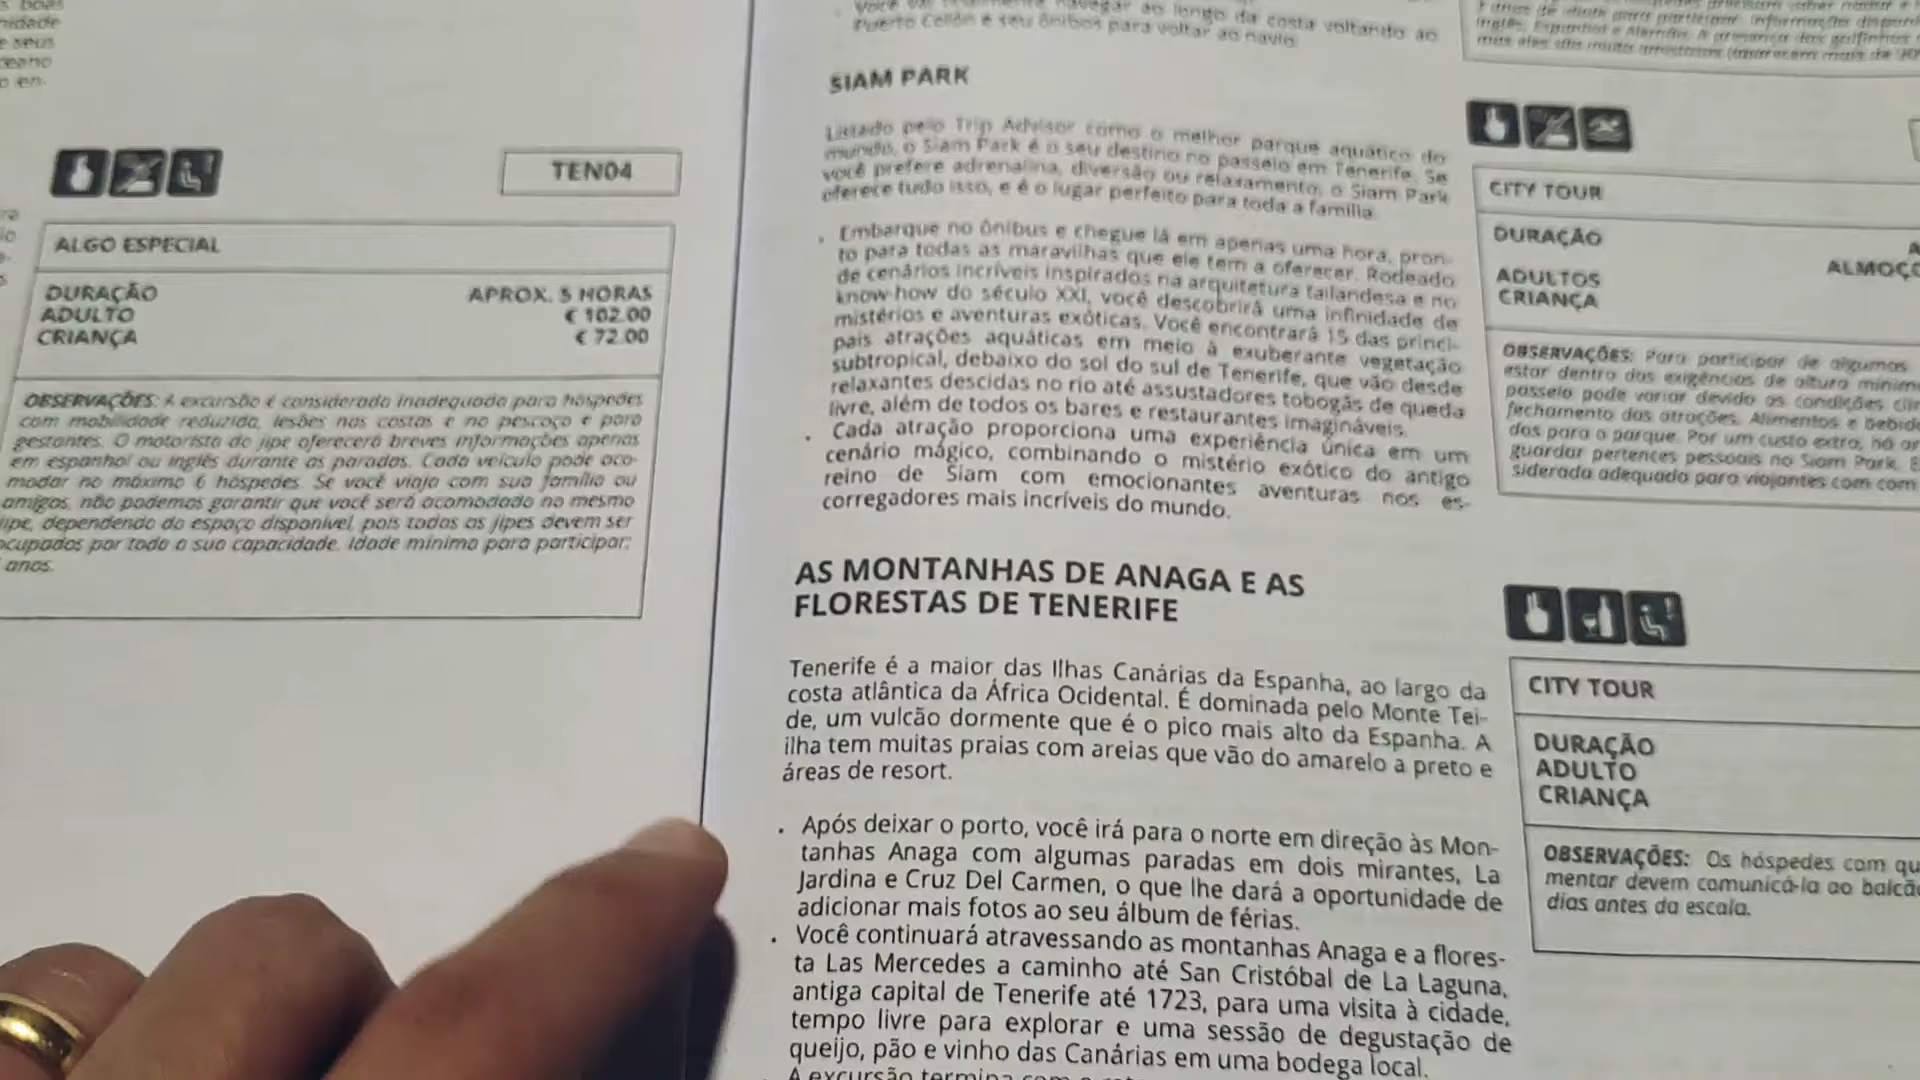 TEN04
ALGO ESPECIAL
DURAÇÃO APROX. 5 HORAS
ADULTO € 102.00
CRIANÇA € 72.00
OBSERVAÇÕES: A excursão é considerada inadequada para hóspedes
com mobilidade reduzida, lesões nas costas e no pescoço e para
gestantes. O motorista do jipe oferecerá breves informações apenas
em espanhol ou inglês durante as paradas. Cada veículo pode aco-
modar no máximo 6 hóspedes. Se você viaja com sua família ou
amigos, não podemos garantir que você será acomodado no mesmo
jipe, dependendo do espaço disponível, pois todos os jipes devem ser
ocupados por toda a sua capacidade. Idade mínima para participar:
anos.
navegar ao longo da costa voltando ao
Puerto Colón e seu ônibus para voltar ao navio.
SIAM PARK
Listado pelo Trip Advisor como o melhor parque aquático do
mundo, o Siam Park é o seu destino no passeio em Tenerife. Se
você prefere adrenalina, diversão ou relaxamento, o Siam Park
oferece tudo isso, e é o lugar perfeito para toda a família.
. Embarque no ônibus e chegue lá em apenas uma hora, pron-
to para todas as maravilhas que ele tem a oferecer. Rodeado
de cenários incríveis inspirados na arquitetura tailandesa e no
know-how do século XXI, você descobrirá uma infinidade de
mistérios e aventuras exóticas. Você encontrará 15 das princi-
pais atrações aquáticas em meio à exuberante vegetação
subtropical, debaixo do sol do sul de Tenerife, que vão desde
relaxantes descidas no rio até assustadores tobogãs de queda
livre, além de todos os bares e restaurantes imagináveis.
. Cada atração proporciona uma experiência única em um
cenário mágico, combinando o mistério exótico do antigo
reino de Siam com emocionantes aventuras nos es-
corregadores mais incríveis do mundo.
AS MONTANHAS DE ANAGA E AS
FLORESTAS DE TENERIFE
Tenerife é a maior das Ilhas Canárias da Espanha, ao largo da
costa atlântica da África Ocidental. É dominada pelo Monte Tei-
de, um vulcão dormente que é o pico mais alto da Espanha. A
ilha tem muitas praias com areias que vão do amarelo a preto e
áreas de resort.
. Após deixar o porto, você irá para o norte em direção às Mon-
tanhas Anaga com algumas paradas em dois mirantes, La
Jardina e Cruz Del Carmen, o que lhe dará a oportunidade de
adicionar mais fotos ao seu álbum de férias.
. Você continuará atravessando as montanhas Anaga e a flores-
ta Las Mercedes a caminho até San Cristóbal de La Laguna,
antiga capital de Tenerife até 1723, para uma visita à cidade,
tempo livre para explorar e uma sessão de degustação de
queijo, pão e vinho das Canárias em uma bodega local.
. A excursão termina com o
CITY TOUR
DURAÇÃO
ALMOÇO
ADULTOS
CRIANÇA
OBSERVAÇÕES: Para participar de algumas
estar dentro das exigências de altura mínim
passeio pode variar devido às condições
fechamento das atrações. Alimentos e
para o parque. Por um custo extra, há
guardar pertences pessoais no Siam Park.
siderada adequada para viajantes com com
CITY TOUR
DURAÇÃO
ADULTO
CRIANÇA
OBSERVAÇÕES: Os hóspedes com
mentar devem comunicá-la ao balcão
dias antes da escala.